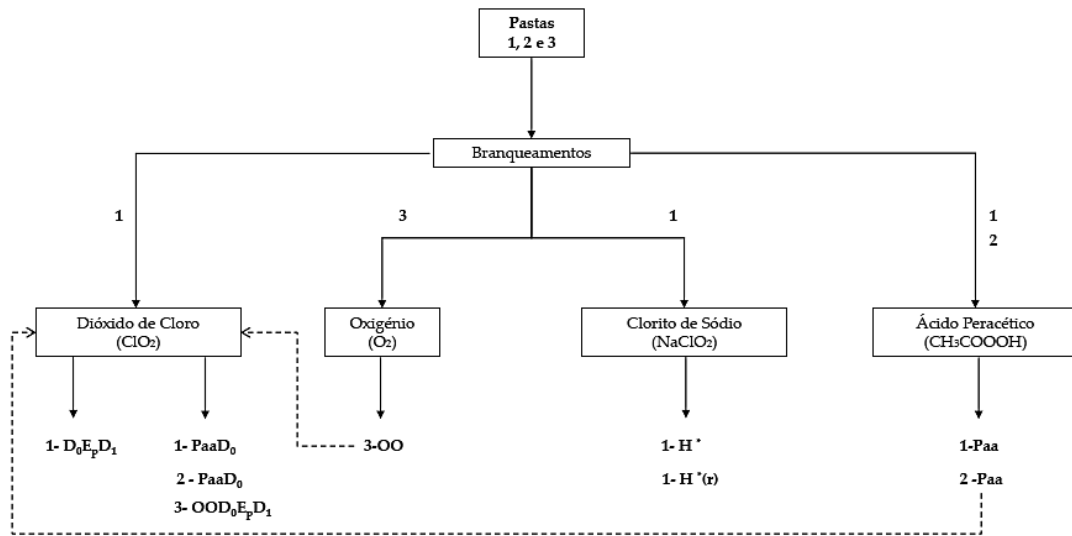 Pastas
1, 2 e 3
Branqueamentos
1
3
1
1
2
Dióxido de Cloro
(ClO₂)
Oxigénio
(O₂)
Clorito de Sódio
(NaClO₂)
Ácido Peracético
(CH₃COOOH)
1- D₀EₚD₁
1- PaaD₀
2 - PaaD₀
3- OOD₀EₚD₁
3-OO
1- H *
1- H *(r)
1-Paa
2 -Paa